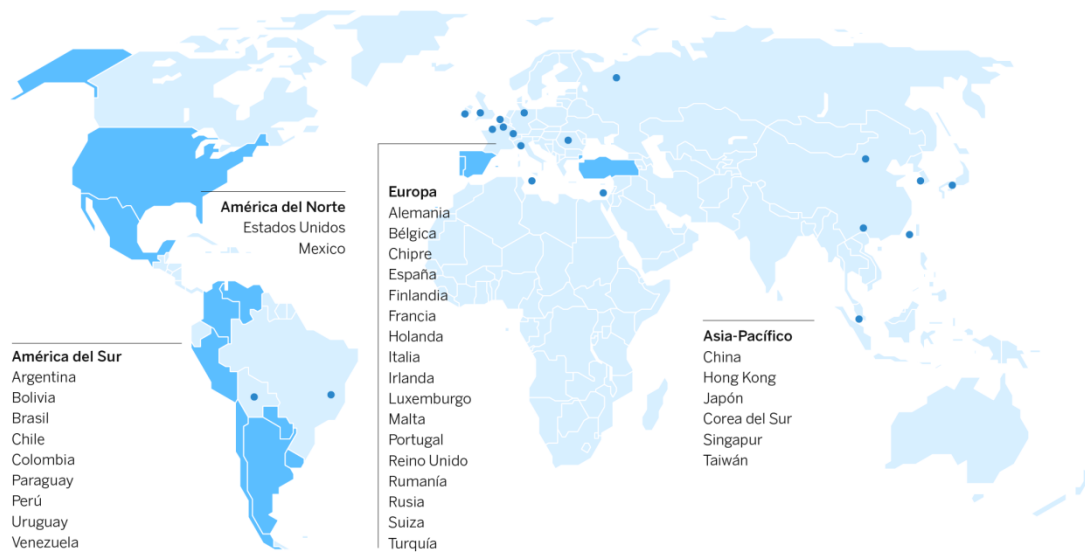 América del Norte
Estados Unidos
Mexico
América del Sur
Argentina
Bolivia
Brasil
Chile
Colombia
Paraguay
Perú
Uruguay
Venezuela
Europa
Alemania
Bélgica
Chipre
España
Finlandia
Francia
Holanda
Italia
Irlanda
Luxemburgo
Malta
Portugal
Reino Unido
Rumanía
Rusia
Suiza
Turquía
Asia-Pacífico
China
Hong Kong
Japón
Corea del Sur
Singapur
Taiwán